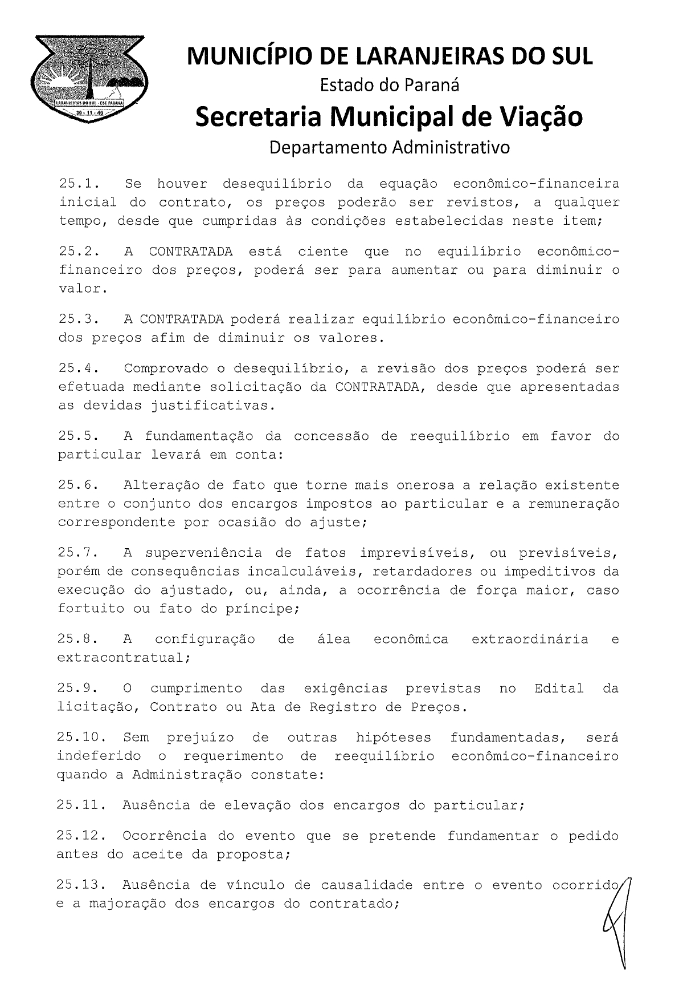 MUNICÍPIO DE LARANJEIRAS DO SUL
Estado do Paraná
Secretaria Municipal de Viação
Departamento Administrativo
LARANJEIRAS DO SUL - EST. PARANÁ
30 - 11 - 46
25.1. Se houver desequilíbrio da equação econômico-financeira
inicial do contrato, os preços poderão ser revistos, a qualquer
tempo, desde que cumpridas às condições estabelecidas neste item;
25.2. A CONTRATADA está ciente que no equilíbrio econômico-
financeiro dos preços, poderá ser para aumentar ou para diminuir o
valor.
25.3. A CONTRATADA poderá realizar equilíbrio econômico-financeiro
dos preços afim de diminuir os valores.
25.4. Comprovado o desequilíbrio, a revisão dos preços poderá ser
efetuada mediante solicitação da CONTRATADA, desde que apresentadas
as devidas justificativas.
25.5. A fundamentação da concessão de reequilíbrio em favor do
particular levará em conta:
25.6. Alteração de fato que torne mais onerosa a relação existente
entre o conjunto dos encargos impostos ao particular e a remuneração
correspondente por ocasião do ajuste;
25.7. A superveniência de fatos imprevisíveis, ou previsíveis,
porém de consequências incalculáveis, retardadores ou impeditivos da
execução do ajustado, ou, ainda, a ocorrência de força maior, caso
fortuito ou fato do príncipe;
25.8. A configuração de álea econômica extraordinária e
extracontratual;
25.9. O cumprimento das exigências previstas no Edital da
licitação, Contrato ou Ata de Registro de Preços.
25.10. Sem prejuízo de outras hipóteses fundamentadas, será
indeferido o requerimento de reequilíbrio econômico-financeiro
quando a Administração constate:
25.11. Ausência de elevação dos encargos do particular;
25.12. Ocorrência do evento que se pretende fundamentar o pedido
antes do aceite da proposta;
25.13. Ausência de vínculo de causalidade entre o evento ocorrido
e a majoração dos encargos do contratado;